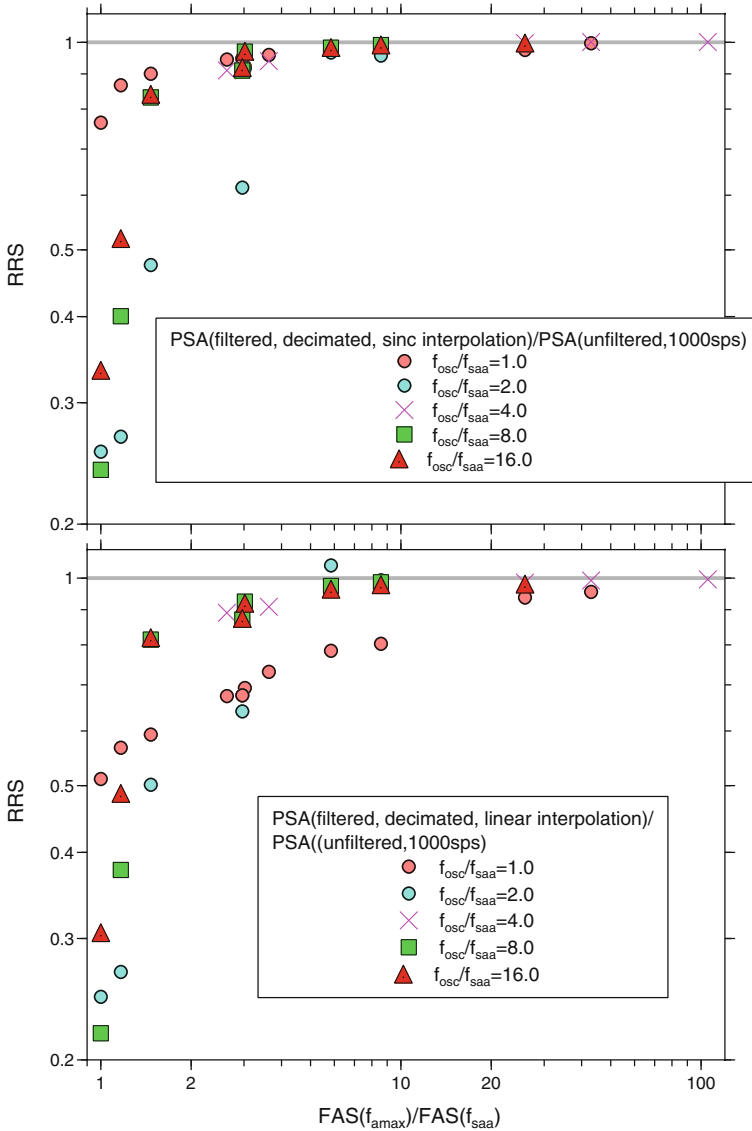 1
0.5
0.4
0.3
0.2
RRS
PSA(filtered, decimated, sinc interpolation)/PSA(unfiltered,1000sps)
fosc/fsaa=1.0
fosc/fsaa=2.0
fosc/fsaa=4.0
fosc/fsaa=8.0
fosc/fsaa=16.0
1
0.5
0.4
0.3
0.2
RRS
PSA(filtered, decimated, linear interpolation)/
PSA((unfiltered,1000sps)
fosc/fsaa=1.0
fosc/fsaa=2.0
fosc/fsaa=4.0
fosc/fsaa=8.0
fosc/fsaa=16.0
1 2 10 20 100
FAS(famax)/FAS(fsaa)